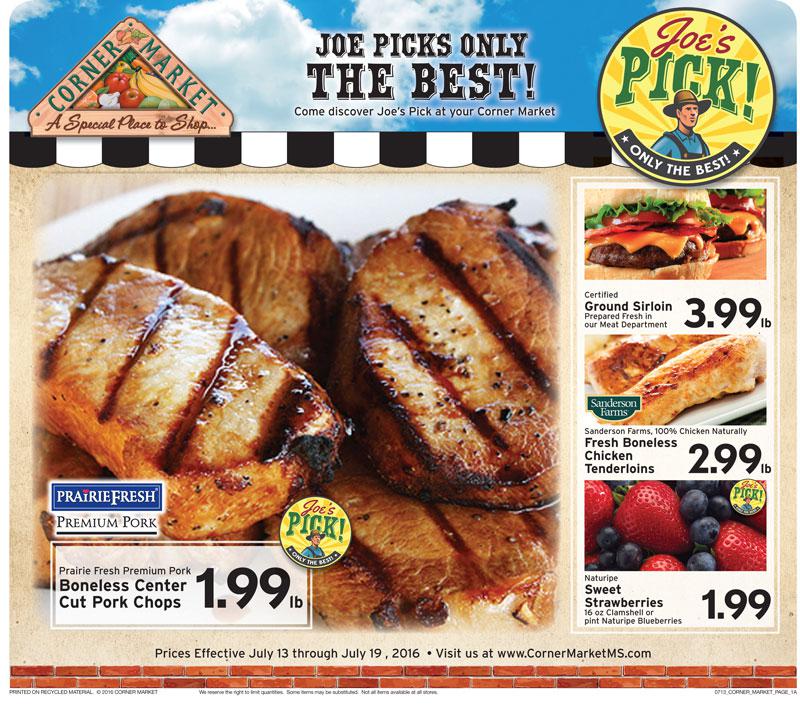 CORNER MARKET
A Special Place to Shop...
JOE PICKS ONLY
THE BEST!
Come discover Joe's Pick at your Corner Market
Joe's
PICK!
★ ONLY THE BEST! ★
Certified
Ground Sirloin
Prepared Fresh in
our Meat Department
3.99lb
Sanderson
Farms
Sanderson Farms, 100% Chicken Naturally
Fresh Boneless
Chicken
Tenderloins
2.99lb
Joe's
PICK!
ONLY THE BEST!
Naturipe
Sweet
Strawberries
16 oz Clamshell or
pint Naturipe Blueberries
1.99
PRAIRIEFRESH®
PREMIUM PORK
Joe's
PICK!
ONLY THE BEST!
Prairie Fresh Premium Pork
Boneless Center
Cut Pork Chops
1.99lb
Prices Effective July 13 through July 19 , 2016 • Visit us at www.CornerMarketMS.com
PRINTED ON RECYCLED MATERIAL. © 2016 CORNER MARKET
We reserve the right to limit quantities. Some items may be substituted. Not all items available at all stores.
0713_CORNER_MARKET_PAGE_1A